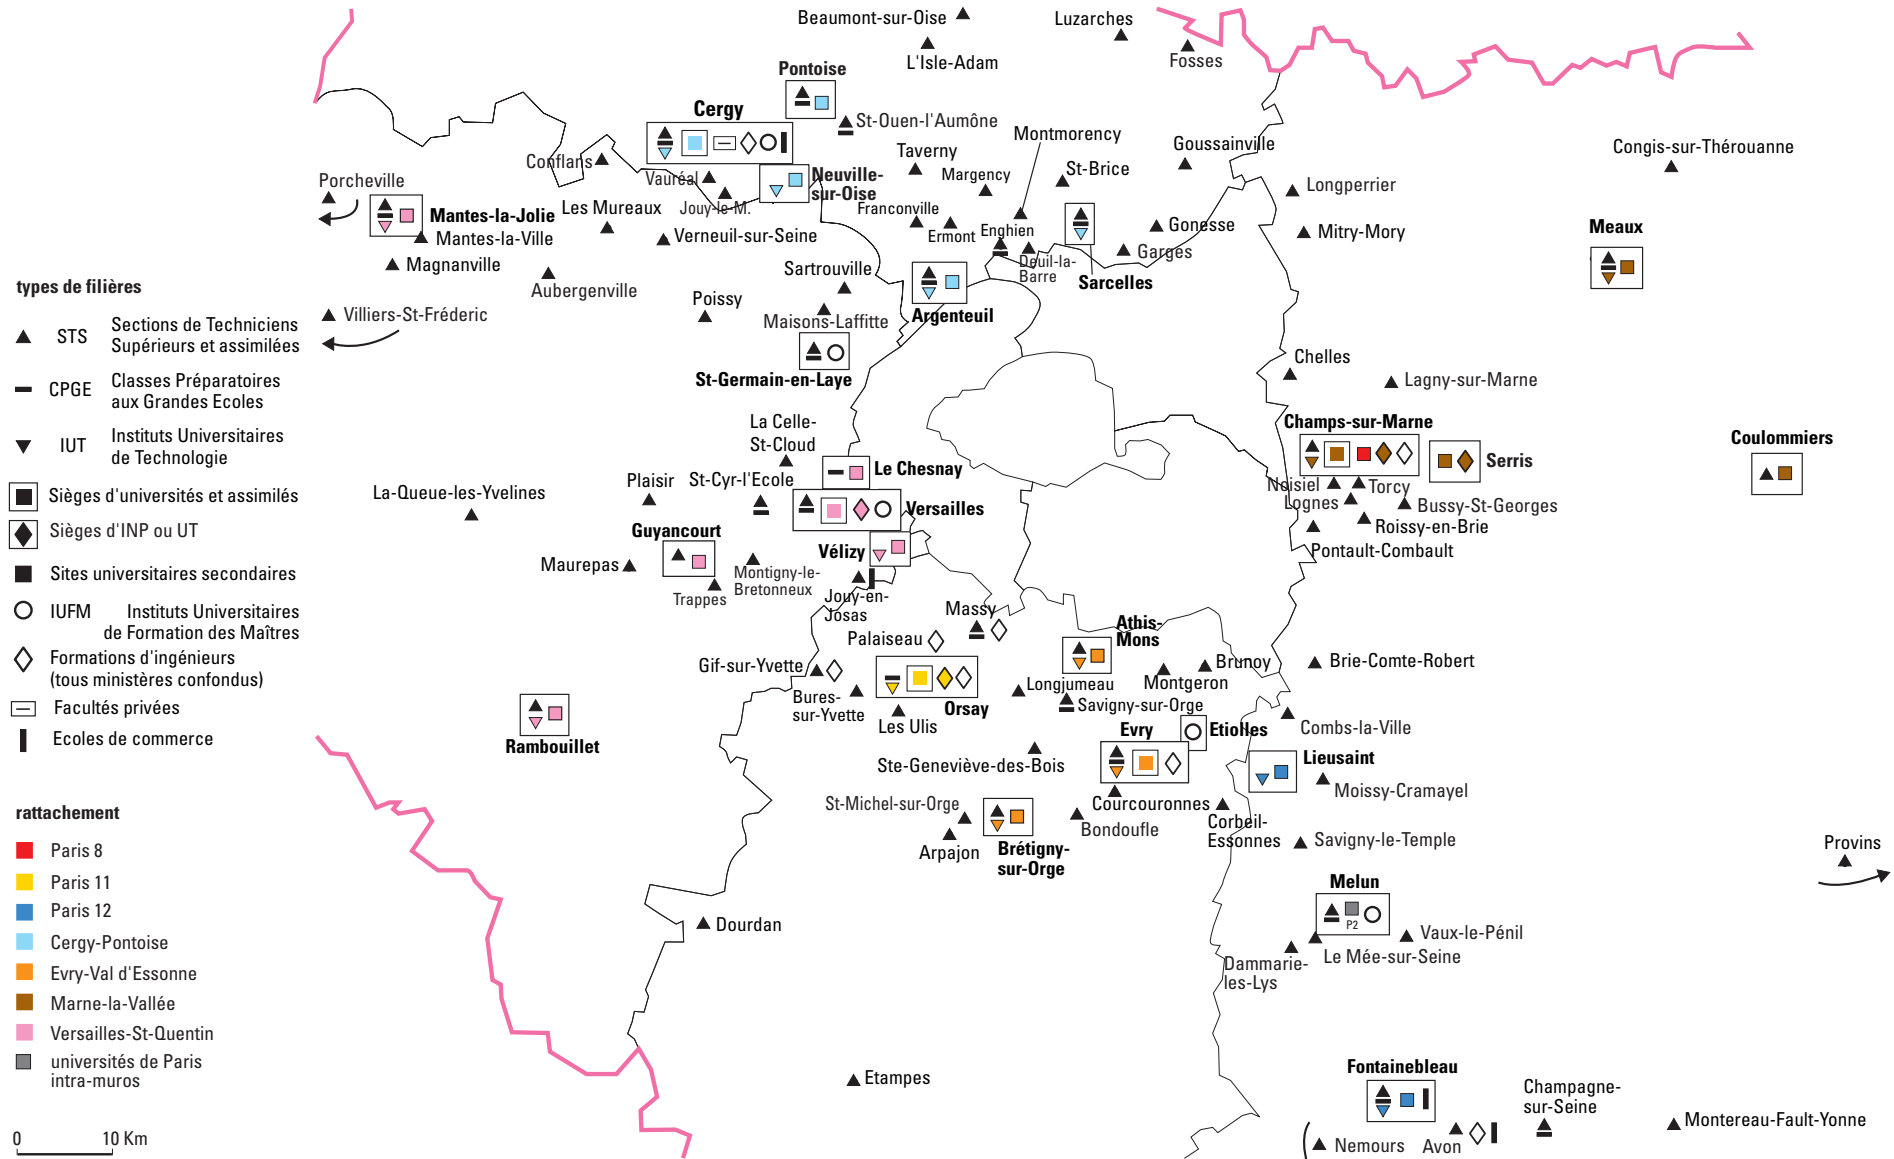 Beaumont-sur-Oise
L'Isle-Adam
Luzarches
Fosses
Pontoise
Cergy
St-Ouen-l'Aumône
Montmorency
Taverny
Margency
St-Brice
Goussainville
Congis-sur-Thérouanne
Conflans
Vauréal
Jouy-le-M.
Neuville-
sur-Oise
Porcheville
Mantes-la-Jolie
Mantes-la-Ville
Magnanville
Les Mureaux
Verneuil-sur-Seine
Franconville
Ermont
Enghien
Deuil-la-
Barre
Gonesse
Garges
Sarcelles
Longperrier
Mitry-Mory
Meaux
Aubergenville
Sartrouville
Poissy
Maisons-Laffitte
Argenteuil
Villiers-St-Fréderic
St-Germain-en-Laye
Chelles
Lagny-sur-Marne
Champs-sur-Marne
Serris
Coulommiers
Noisiel
Torcy
Lognes
Bussy-St-Georges
Roissy-en-Brie
Pontault-Combault
La Celle-
St-Cloud
Le Chesnay
Plaisir
St-Cyr-l'Ecole
Versailles
La-Queue-les-Yvelines
Guyancourt
Vélizy
Maurepas
Montigny-le-
Bretonneux
Trappes
Jouy-en-
Josas
Massy
Palaiseau
Athis-
Mons
Gif-sur-Yvette
Bures-
sur-Yvette
Les Ulis
Orsay
Longjumeau
Savigny-sur-Orge
Montgeron
Brunoy
Brie-Comte-Robert
Combs-la-Ville
Rambouillet
Evry
Etiolles
Lieusaint
Moissy-Cramayel
Ste-Geneviève-des-Bois
St-Michel-sur-Orge
Arpajon
Brétigny-
sur-Orge
Courcouronnes
Bondoufle
Corbeil-
Essonnes
Savigny-le-Temple
Provins
Melun
P2
Vaux-le-Pénil
Le Mée-sur-Seine
Dammarie-
les-Lys
Dourdan
Etampes
Fontainebleau
Champagne-
sur-Seine
Montereau-Fault-Yonne
Nemours
Avon
types de filières
STS Sections de Techniciens
Supérieurs et assimilées
CPGE Classes Préparatoires
aux Grandes Ecoles
IUT Instituts Universitaires
de Technologie
Sièges d'universités et assimilés
Sièges d'INP ou UT
Sites universitaires secondaires
IUFM Instituts Universitaires
de Formation des Maîtres
Formations d'ingénieurs
(tous ministères confondus)
Facultés privées
Ecoles de commerce
rattachement
Paris 8
Paris 11
Paris 12
Cergy-Pontoise
Evry-Val d'Essonne
Marne-la-Vallée
Versailles-St-Quentin
universités de Paris
intra-muros
0 10 Km